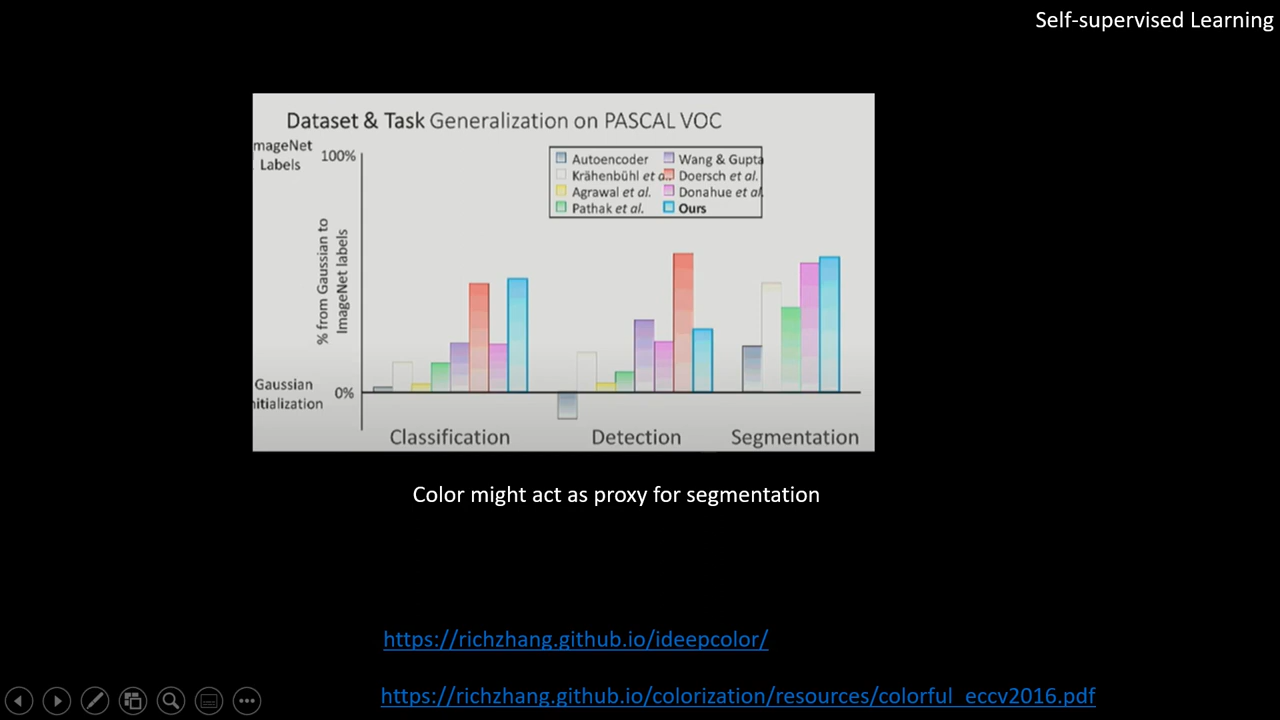 Self-supervised Learning
Dataset & Task Generalization on PASCAL VOC
mageNet
Labels
100%
Autoencoder
Wang & Gupta
Krähenbühl et a..
Doersch et al.
Agrawal et al.
Donahue et al.
Pathak et al.
Ours
% from Gaussian to
ImageNet labels
Gaussian
nitialization
0%
Classification
Detection
Segmentation
Color might act as proxy for segmentation
https://richzhang.github.io/ideepcolor/
https://richzhang.github.io/colorization/resources/colorful_eccv2016.pdf